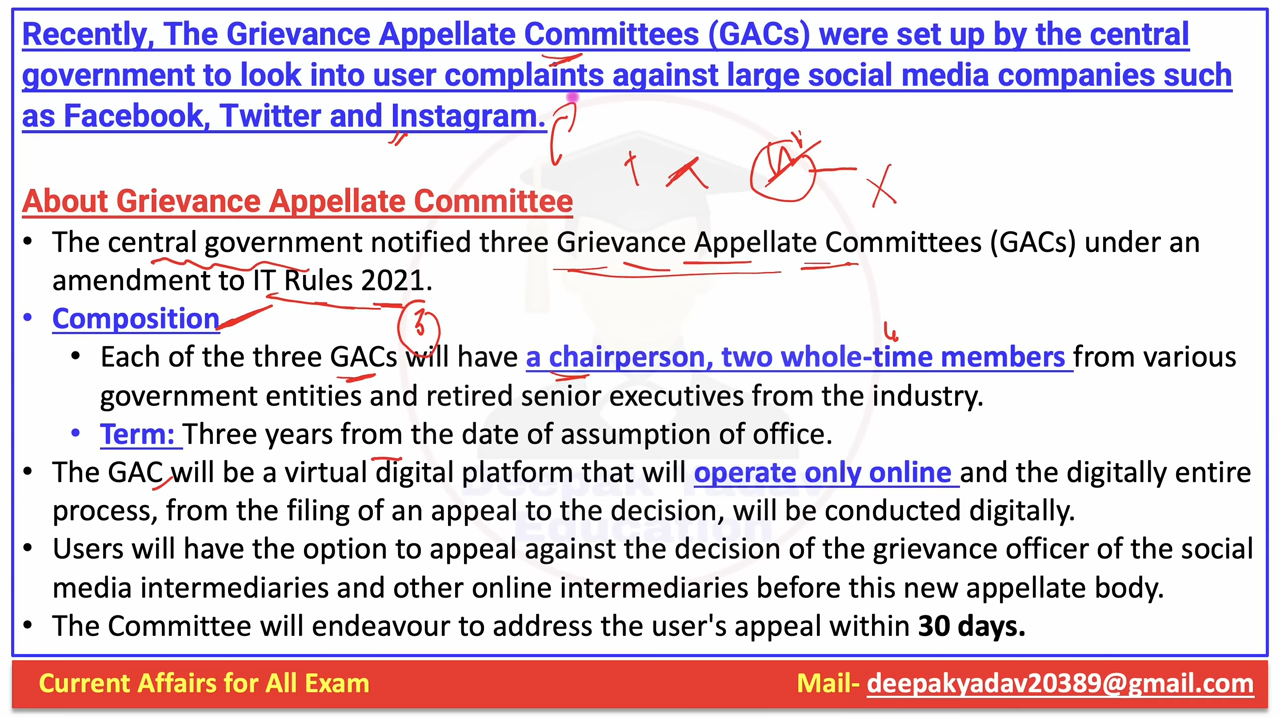 Recently, The Grievance Appellate Committees (GACs) were set up by the central
government to look into user complaints against large social media companies such
as Facebook, Twitter and Instagram.
About Grievance Appellate Committee
• The central government notified three Grievance Appellate Committees (GACs) under an
amendment to IT Rules 2021.
3
• Composition
4
• Each of the three GACs will have a chairperson, two whole-time members from various
government entities and retired senior executives from the industry.
• Term: Three years from the date of assumption of office.
• The GAC will be a virtual digital platform that will operate only online and the digitally entire
process, from the filing of an appeal to the decision, will be conducted digitally.
Deepak Yadav
Education
• Users will have the option to appeal against the decision of the grievance officer of the social
media intermediaries and other online intermediaries before this new appellate body.
• The Committee will endeavour to address the user's appeal within 30 days.
Current Affairs for All Exam
Mail- deepakyadav20389@gmail.com